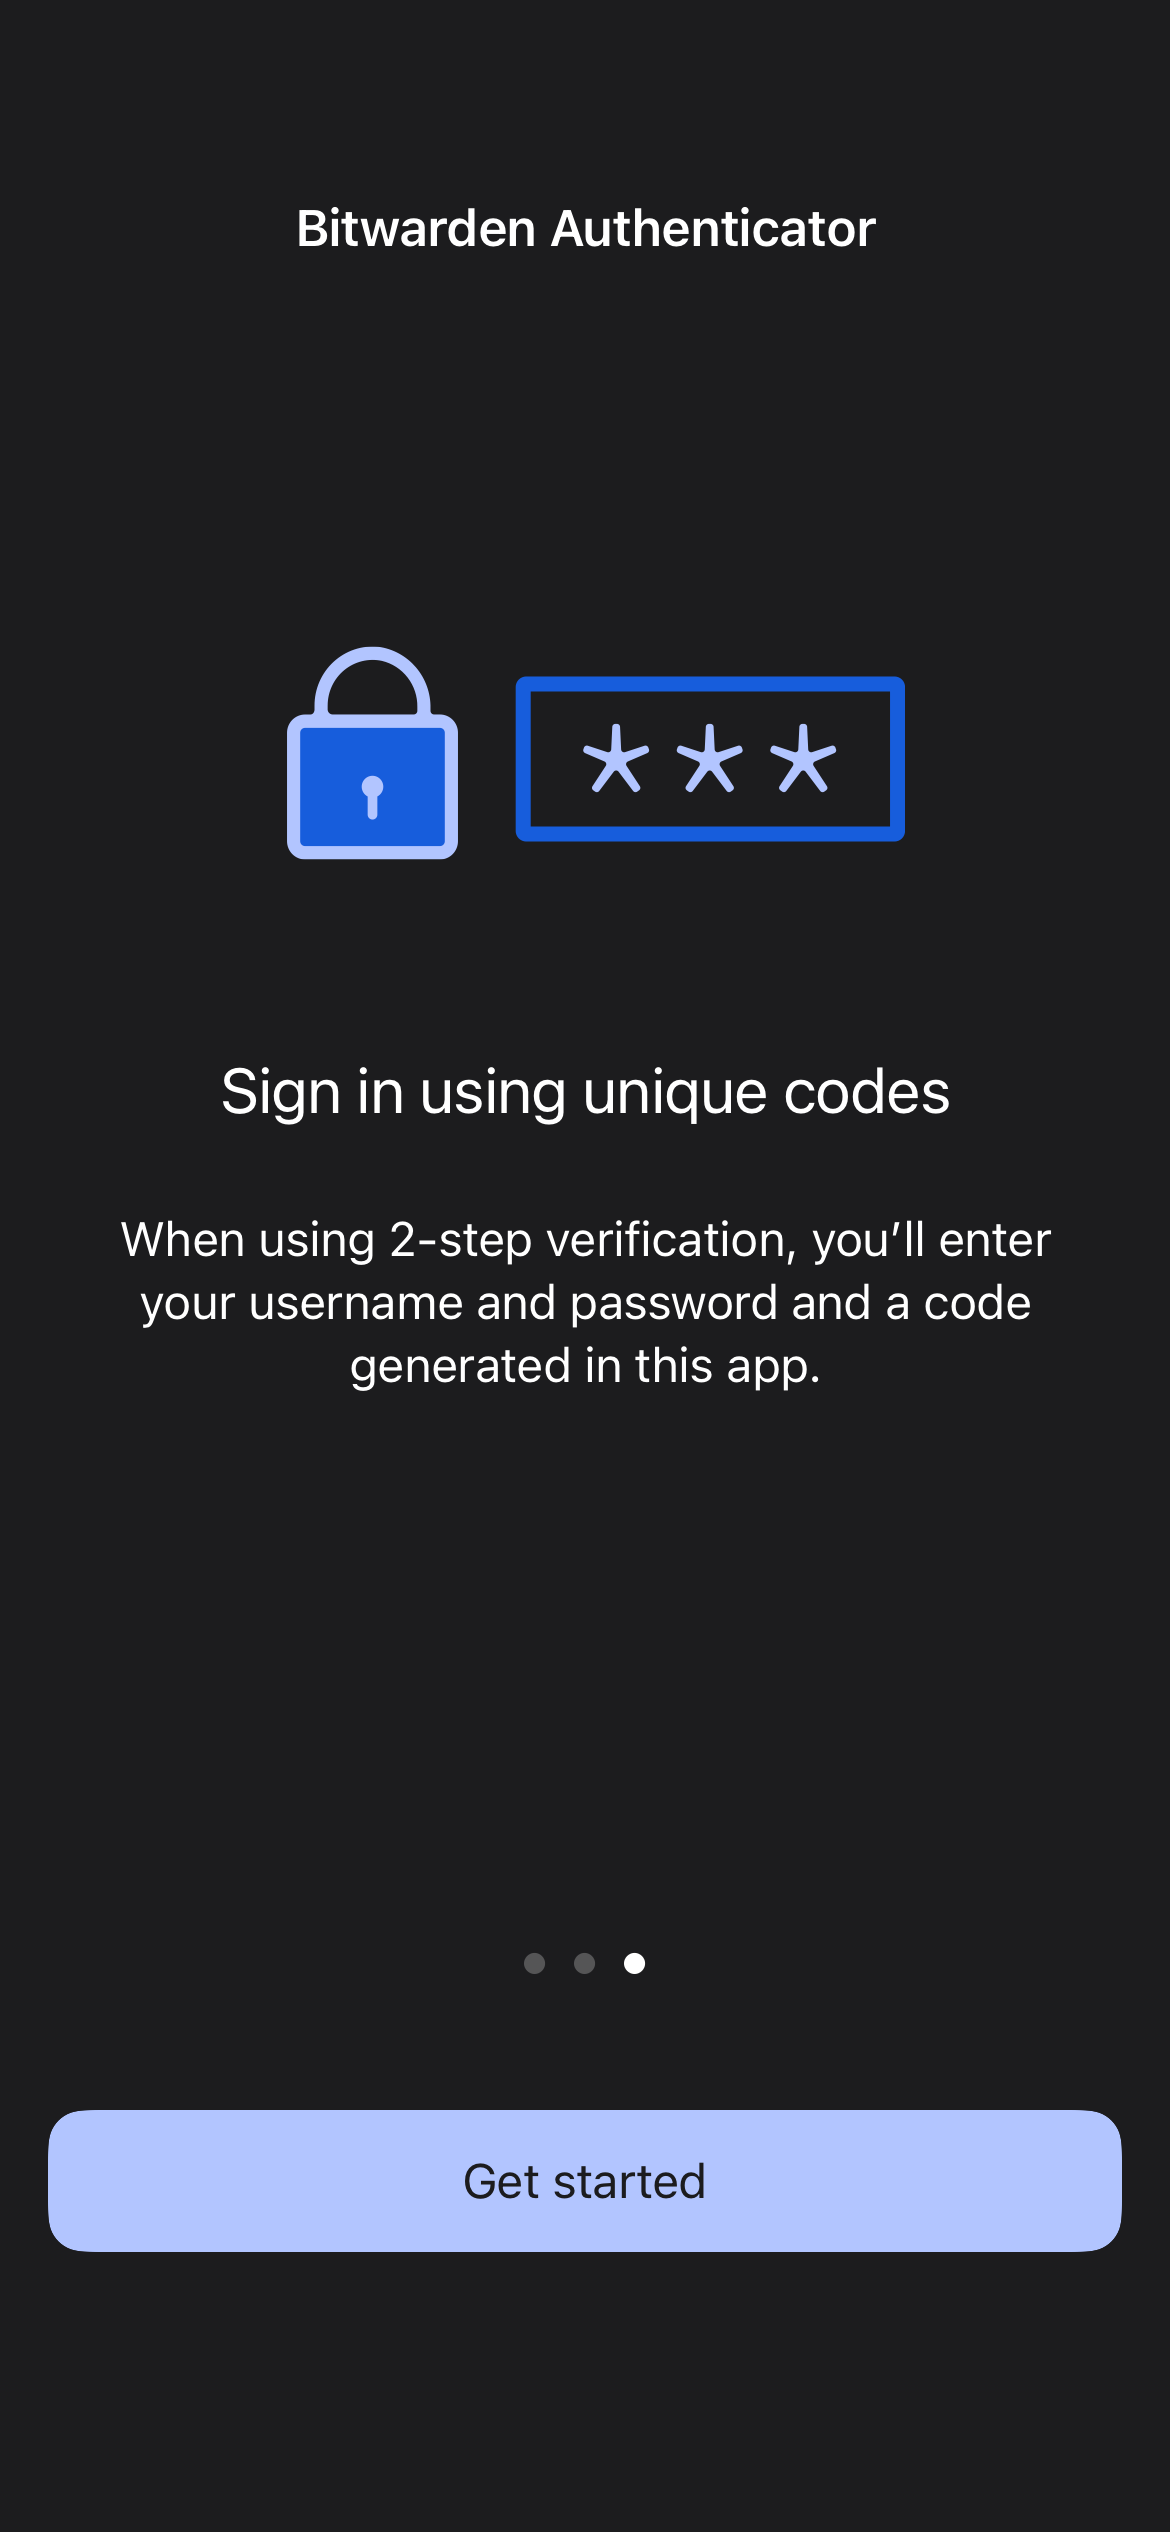 Bitwarden Authenticator
***
Sign in using unique codes
When using 2-step verification, you’ll enter
your username and password and a code
generated in this app.
Get started